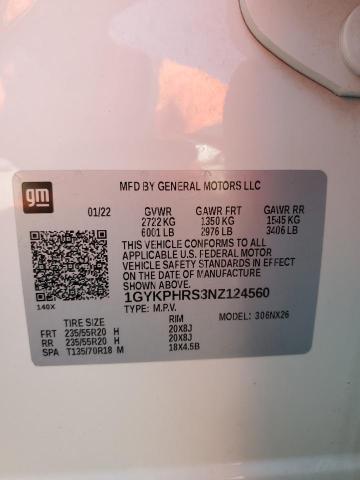 gm
MFD BY GENERAL MOTORS LLC
01/22 GVWR GAWR FRT GAWR RR
2722 KG 1350 KG 1545 KG
6001 LB 2976 LB 3406 LB
THIS VEHICLE CONFORMS TO ALL
APPLICABLE U.S. FEDERAL MOTOR
VEHICLE SAFETY STANDARDS IN EFFECT
ON THE DATE OF MANUFACTURE SHOWN ABOVE.
1GYKPHRS3NZ124560
140X TYPE: M.P.V.
TIRE SIZE RIM MODEL: 306NX26
FRT 235/55R20 H 20X8J
RR 235/55R20 H 20X8J
SPA T135/70R18 M 18X4.5B